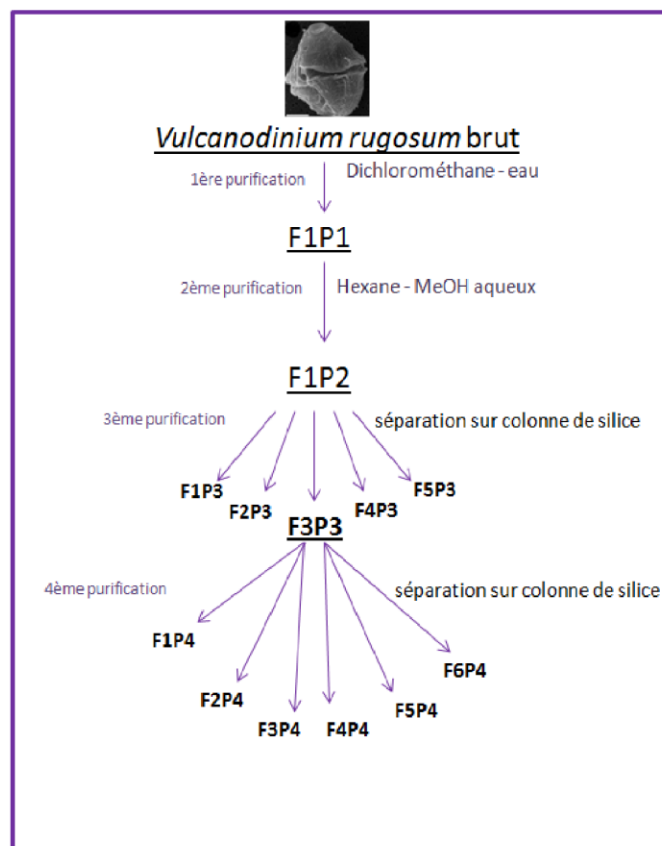 Vulcanodinium rugosum brut
1ère purification
Dichlorométhane - eau
F1P1
2ème purification
Hexane - MeOH aqueux
F1P2
3ème purification
séparation sur colonne de silice
F1P3
F2P3
F3P3
F4P3
F5P3
4ème purification
séparation sur colonne de silice
F1P4
F2P4
F3P4
F4P4
F5P4
F6P4